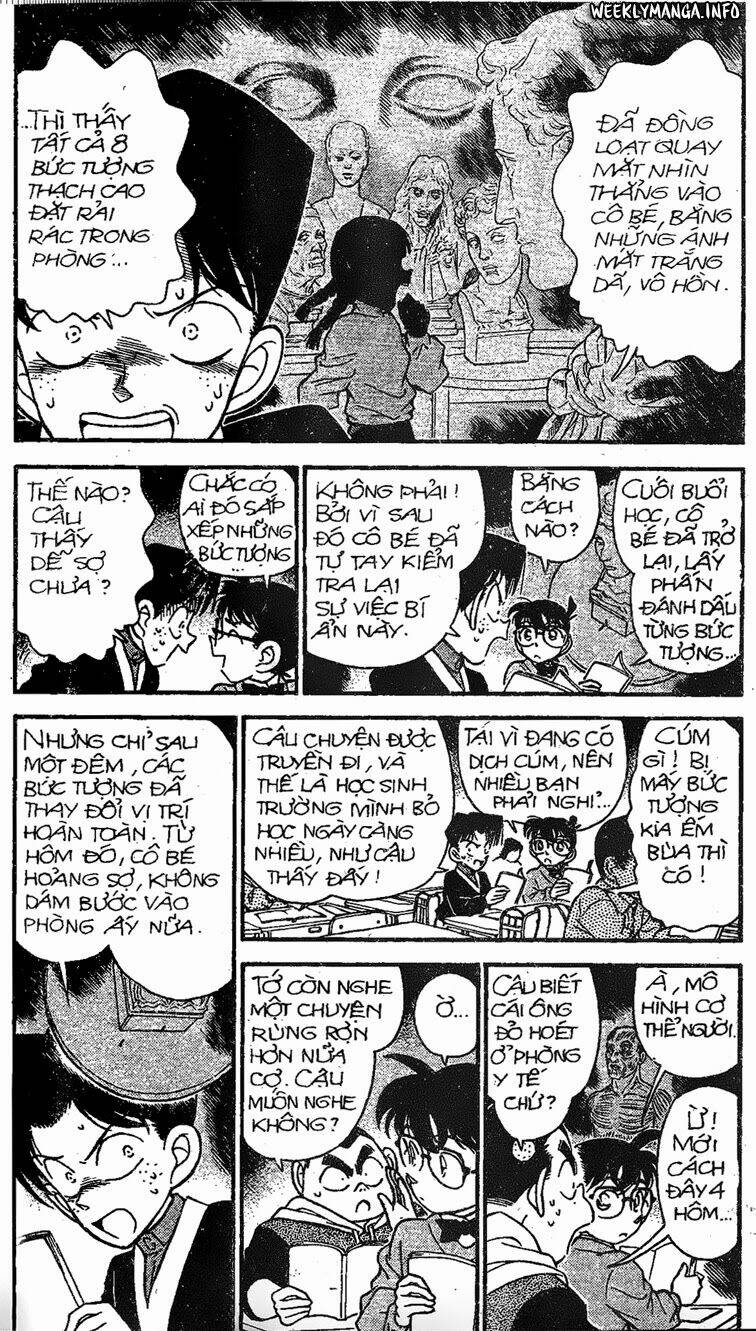 WEEKLYMANGA.INFO
...THÌ THẤY
TẤT CẢ 8
BỨC TƯỢNG
THẠCH CAO
ĐẶT RẢI
RÁC TRONG
PHÒNG...
ĐÃ ĐỒNG
LOẠT QUAY
MẶT NHÌN
THẲNG VÀO
CÔ BÉ, BẰNG
NHỮNG ÁNH
MẮT TRẮNG
DÃ, VÔ HỒN.
THẾ NÀO?
CẬU
THẤY
DỄ SỢ
CHƯA?
CHẮC CÓ
AI ĐÓ SẮP
XẾP NHỮNG
BỨC TƯỢNG
KHÔNG PHẢI!
BỞI VÌ SAU
ĐÓ CÔ BÉ ĐÃ
TỰ TAY KIỂM
TRA LẠI
SỰ VIỆC BÍ
ẨN NÀY.
BẰNG
CÁCH
NÀO?
CUỐI BUỔI
HỌC, CÔ
BÉ ĐÃ TRỞ
LẠI, LẤY
PHẤN
ĐÁNH DẤU
TỪNG BỨC
TƯỢNG...
NHƯNG CHỈ SAU
MỘT ĐÊM, CÁC
BỨC TƯỢNG ĐÃ
THAY ĐỔI VỊ TRÍ
HOÀN TOÀN. TỪ
HÔM ĐÓ, CÔ BÉ
HOẢNG SỢ, KHÔNG
DÁM BƯỚC VÀO
PHÒNG ẤY NỮA.
CÂU CHUYỆN ĐƯỢC
TRUYỀN ĐI, VÀ
THẾ LÀ HỌC SINH
TRƯỜNG MÌNH BỎ
HỌC NGÀY CÀNG
NHIỀU, NHƯ CẬU
THẤY ĐẤY!
TẠI VÌ ĐANG CÓ
DỊCH CÚM, NÊN
NHIỀU BẠN
PHẢI NGHỈ...
CÚM
GÌ! BỊ
MẤY BỨC
TƯỢNG
KIA ẾM
BÙA THÌ
CÓ!
TỚ CÒN NGHE
MỘT CHUYỆN
RÙNG RỢN
HƠN NỮA
CƠ. CẬU
MUỐN NGHE
KHÔNG?
Ờ...
CẬU BIẾT
CÁI ÔNG
ĐỎ HOÉT
Ở PHÒNG
Y TẾ
CHỨ?
À, MÔ
HÌNH CƠ
THỂ NGƯỜI.
Ừ!
MỚI
CÁCH
ĐÂY 4
HÔM...